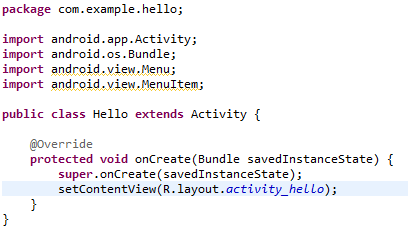 package com.example.hello;
import android.app.Activity;
import android.os.Bundle;
import android.view.Menu;
import android.view.MenuItem;
public class Hello extends Activity {
@Override
protected void onCreate(Bundle savedInstanceState) {
super.onCreate(savedInstanceState);
setContentView(R.layout.activity_hello);
}
}